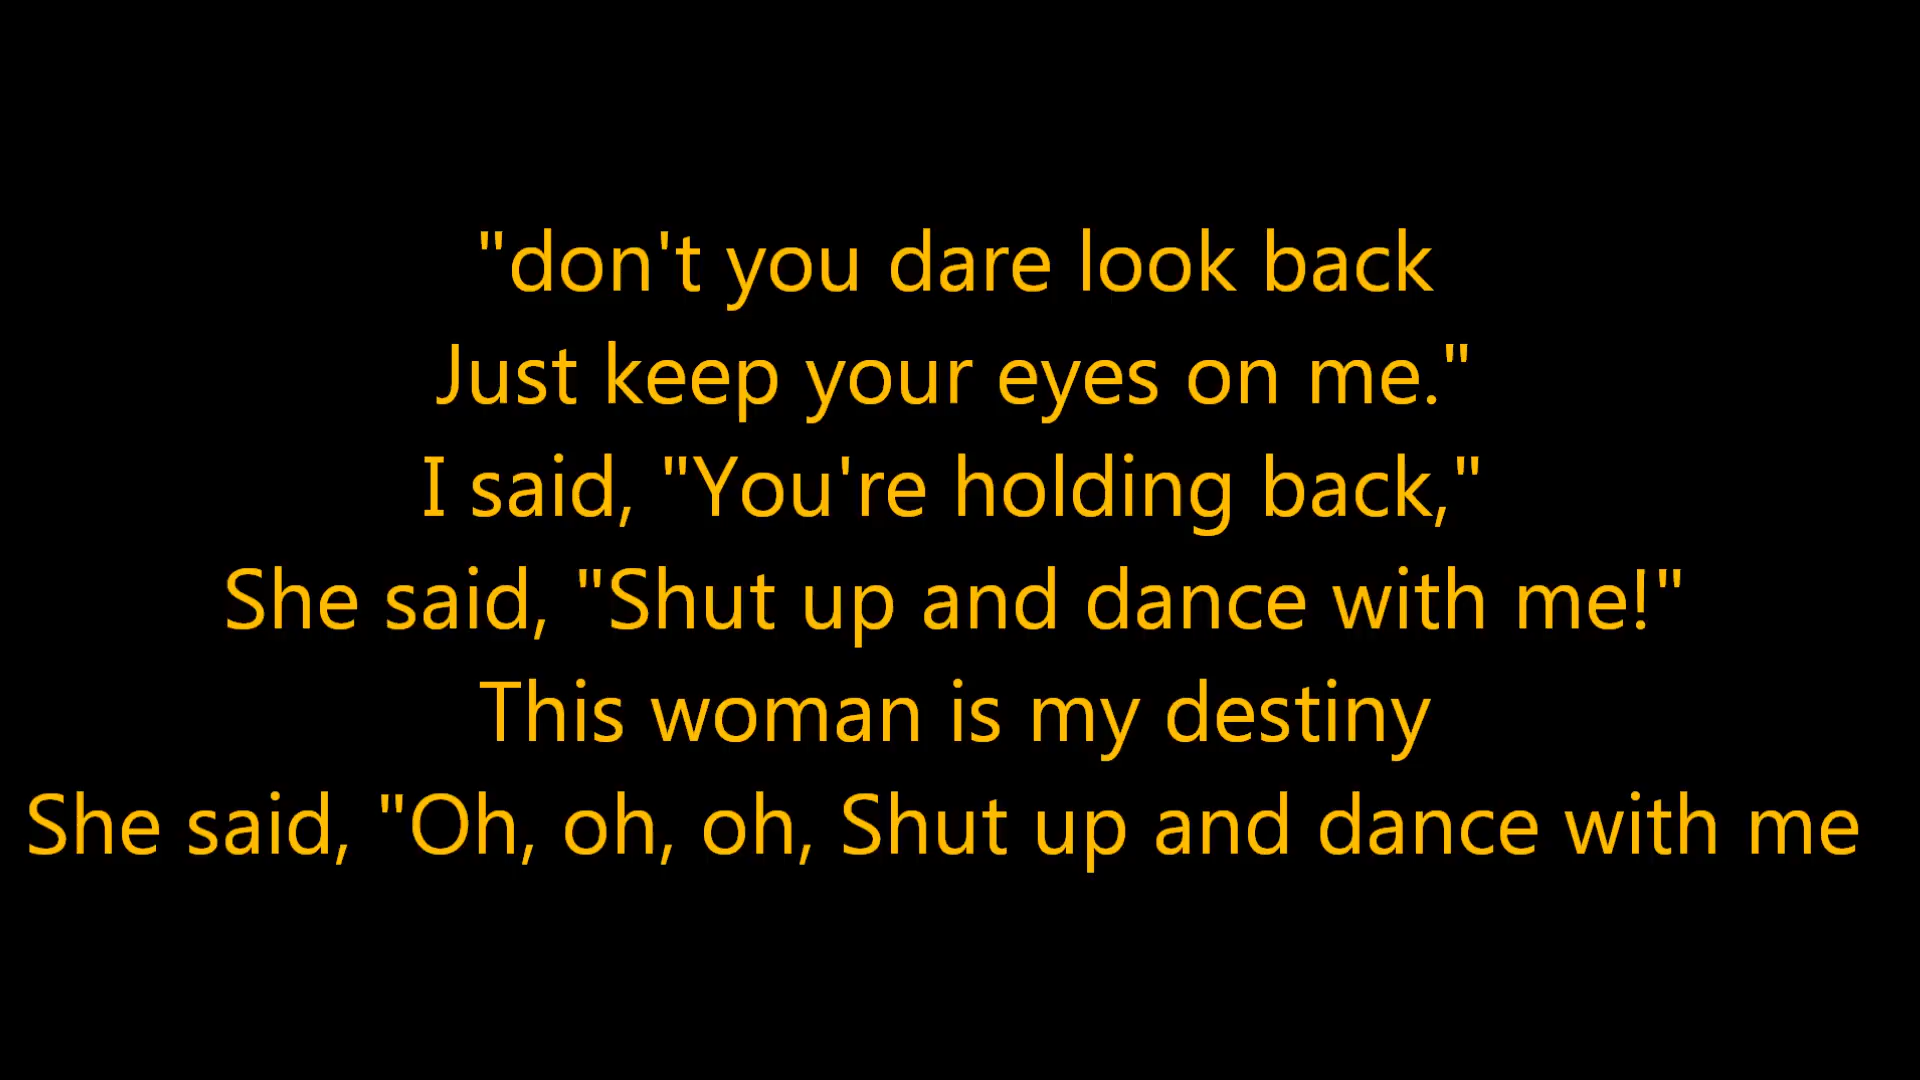 "don't you dare look back
Just keep your eyes on me."
I said, "You're holding back,"
She said, "Shut up and dance with me!"
This woman is my destiny
She said, "Oh, oh, oh, Shut up and dance with me